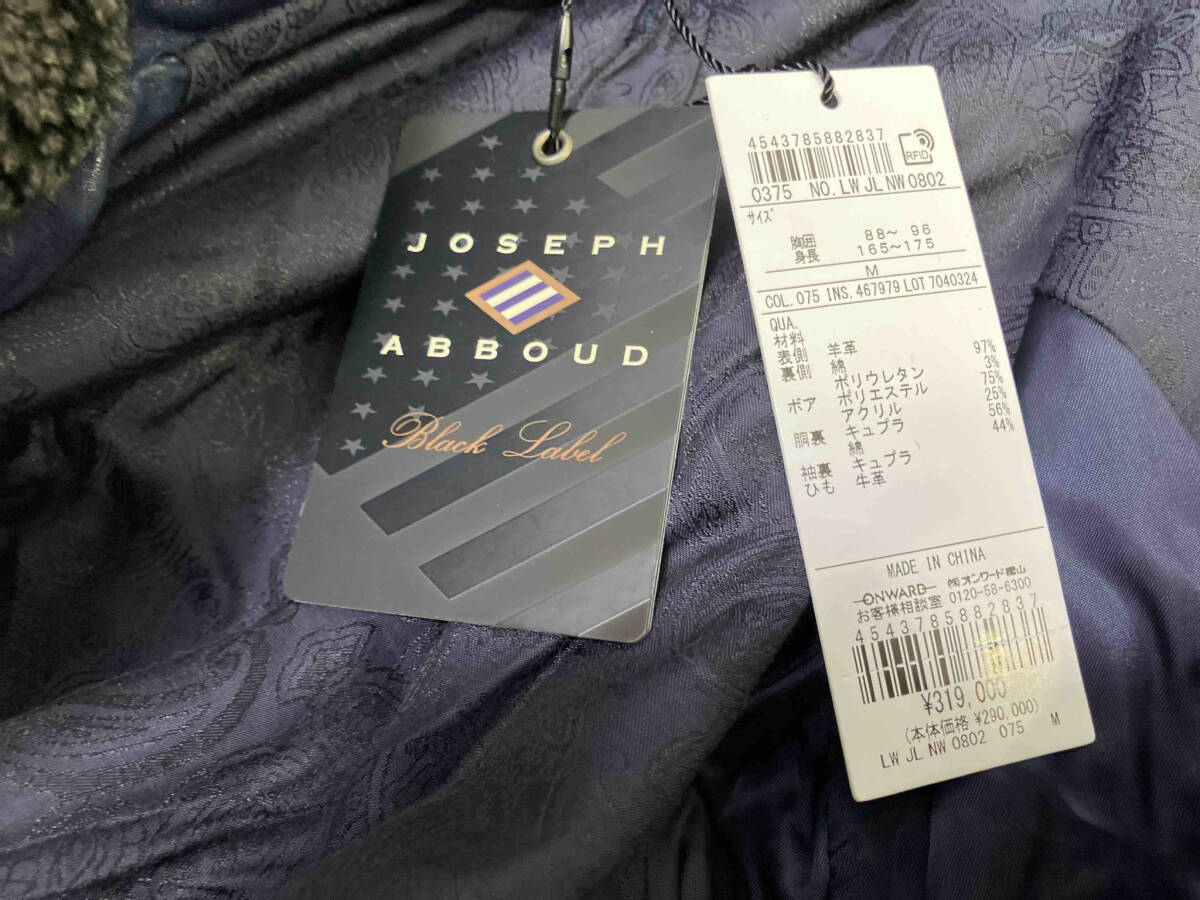 JOSEPH
ABBOUD
Black Label
4543785882837
RFID
0375 NO. LW JL NW 0802
サイズ
胸囲 88～ 96
身長 165～175
M
COL. 075 INS. 467979 LOT 7040324
QUA.
材料
表側 羊革
裏側 綿 97%
ポリウレタン 3%
ボア ポリエステル 75%
アクリル 25%
胴裏 キュプラ 56%
綿 44%
袖裏 キュプラ
ひも 牛革
MADE IN CHINA
ONWARD ㈱オンワード樫山
お客様相談室 0120-58-6300
4543785882837
¥319,000
(本体価格 ¥290,000)
LW JL NW 0802 075 M